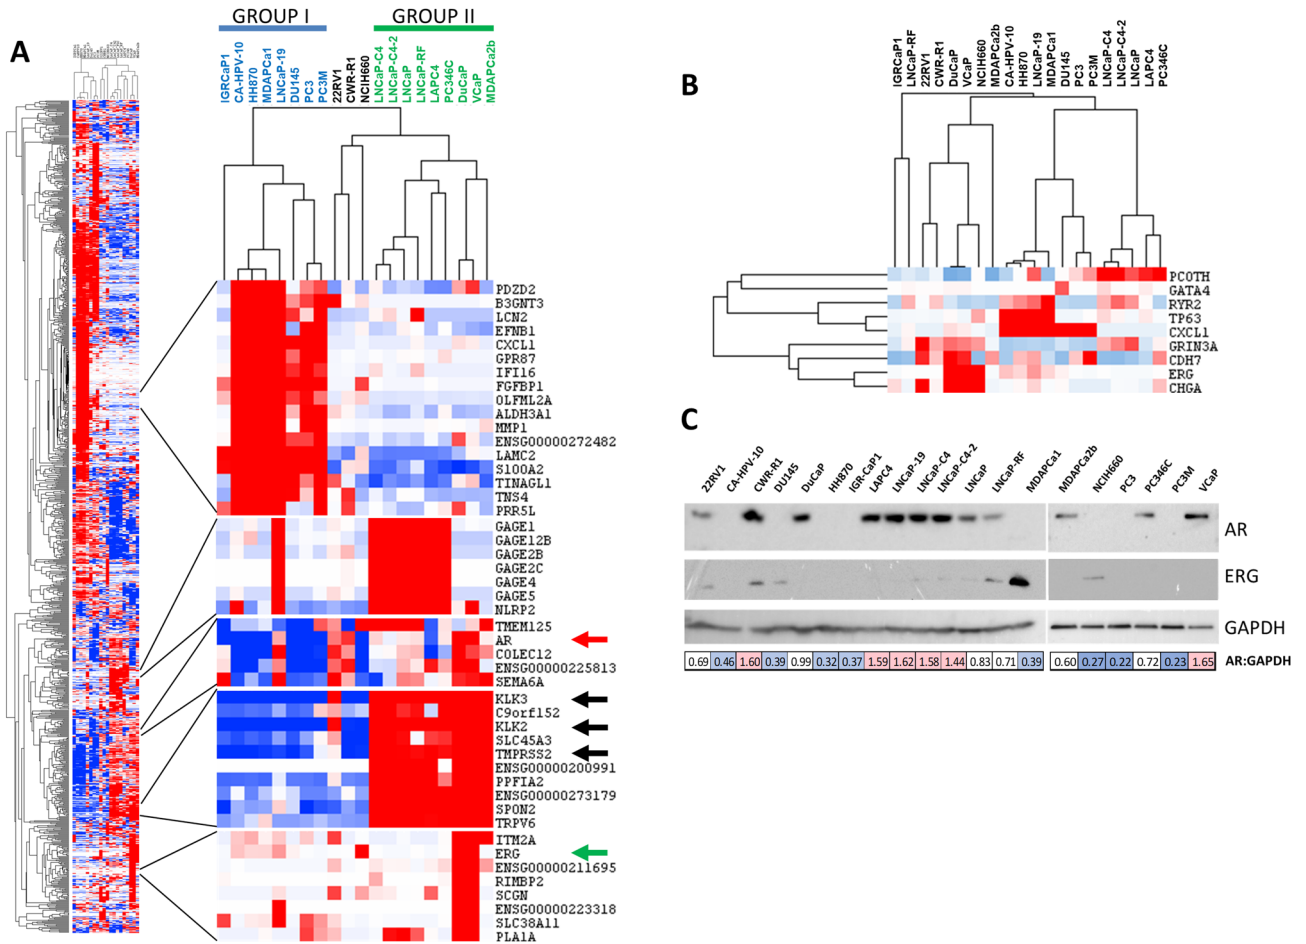 GROUP I
GROUP II
A
IGRCaP1
CA-HPV-10
HH870
MDAPCa1
LNCaP-19
DU145
PC3
PC3M
22RV1
CWR-R1
NCIH660
LNCaP-C4
LNCaP-C4-2
LNCaP
LNCaP-RF
LAPC4
PC346C
DuCaP
VCaP
MDAPCa2b
PDZD2
B3GNT3
LCN2
EFNB1
CXCL1
GPR87
IFI16
FGFBP1
OLFML2A
ALDH3A1
MMP1
ENSG00000272482
LAMC2
S100A2
TINAGL1
TNS4
PRR5L
GAGE1
GAGE12B
GAGE2B
GAGE2C
GAGE4
GAGE5
NLRP2
TMEM125
AR
COLEC12
ENSG00000225813
SEMA6A
KLK3
C9orf152
KLK2
SLC45A3
TMPRSS2
ENSG00000200991
PPFIA2
ENSG00000273179
SPON2
TRPV6
ITM2A
ERG
ENSG00000211695
RIMBP2
SCGN
ENSG00000223318
SLC38A11
PLA1A
B
IGRCaP1
LNCaP-RF
22RV1
CWR-R1
DuCaP
VCaP
NCIH660
MDAPCa2b
CA-HPV-10
HH870
LNCaP-19
MDAPCa1
DU145
PC3
PC3M
LNCaP-C4
LNCaP-C4-2
LNCaP
LAPC4
PC346C
PCOTH
GATA4
RYR2
TP63
CXCL1
GRIN3A
CDH7
ERG
CHGA
C
22RV1
CA-HPV-10
CWR-R1
DU145
DuCaP
HH870
IGR-CaP1
LAPC4
LNCaP-19
LNCaP-C4
LNCaP-C4-2
LNCaP
LNCaP-RF
MDAPCa1
MDAPCa2b
NCIH660
PC3
PC346C
PC3M
VCaP
AR
ERG
GAPDH
0.69 0.46 1.60 0.39 0.99 0.32 0.37 1.59 1.62 1.58 1.44 0.83 0.71 0.39 0.60 0.27 0.22 0.72 0.23 1.65 AR:GAPDH